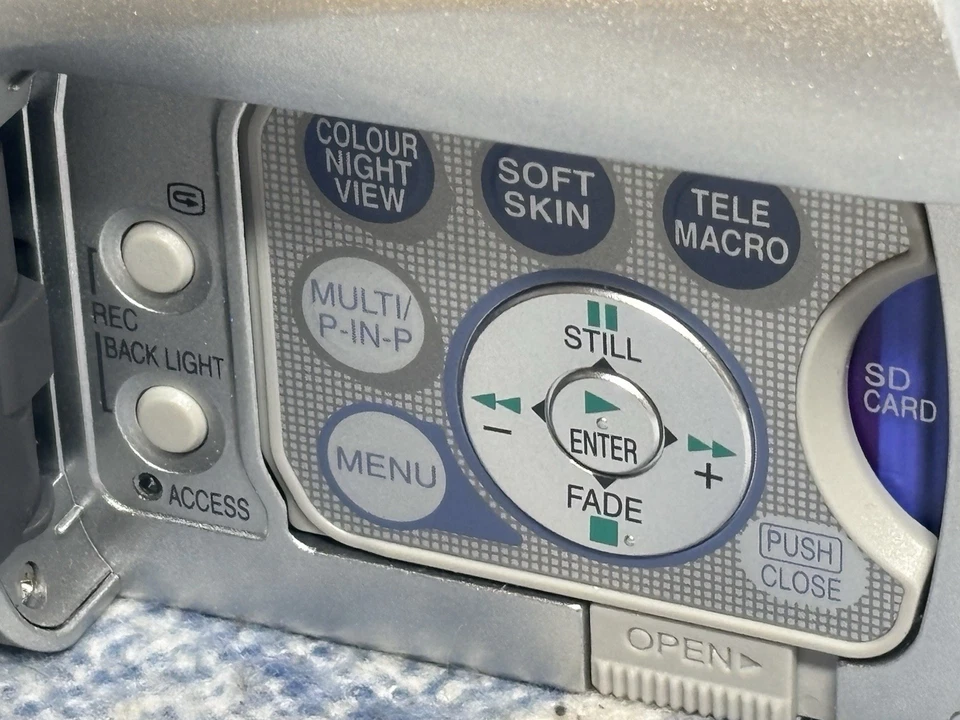 COLOUR
NIGHT
VIEW
SOFT
SKIN
TELE
MACRO
MULTI/
P-IN-P
STILL
REC
BACK LIGHT
−
ENTER
+
SD
CARD
MENU
FADE
ACCESS
PUSH
CLOSE
OPEN